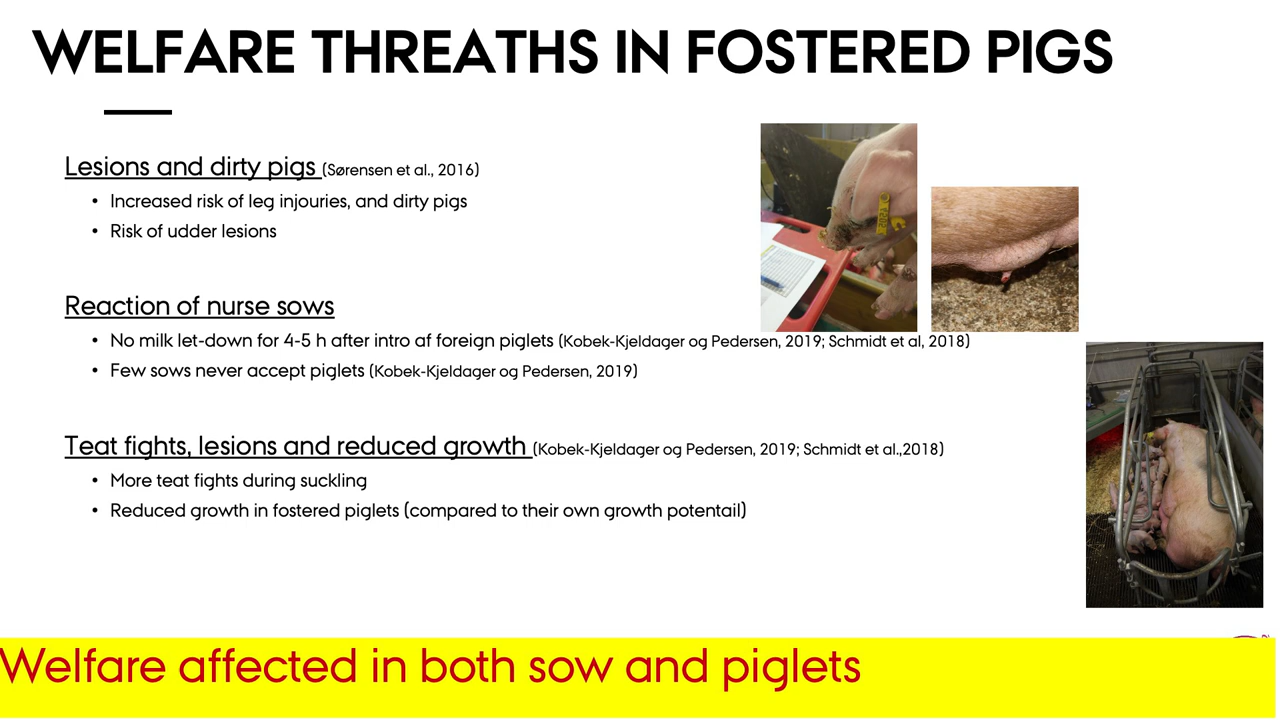 WELFARE THREATHS IN FOSTERED PIGS
Lesions and dirty pigs (Sørensen et al., 2016)
• Increased risk of leg injouries, and dirty pigs
• Risk of udder lesions
Reaction of nurse sows
• No milk let-down for 4-5 h after intro af foreign piglets (Kobek-Kjeldager og Pedersen, 2019; Schmidt et al, 2018)
• Few sows never accept piglets (Kobek-Kjeldager og Pedersen, 2019)
Teat fights, lesions and reduced growth (Kobek-Kjeldager og Pedersen, 2019; Schmidt et al.,2018)
• More teat fights during suckling
• Reduced growth in fostered piglets (compared to their own growth potentail)
Welfare affected in both sow and piglets